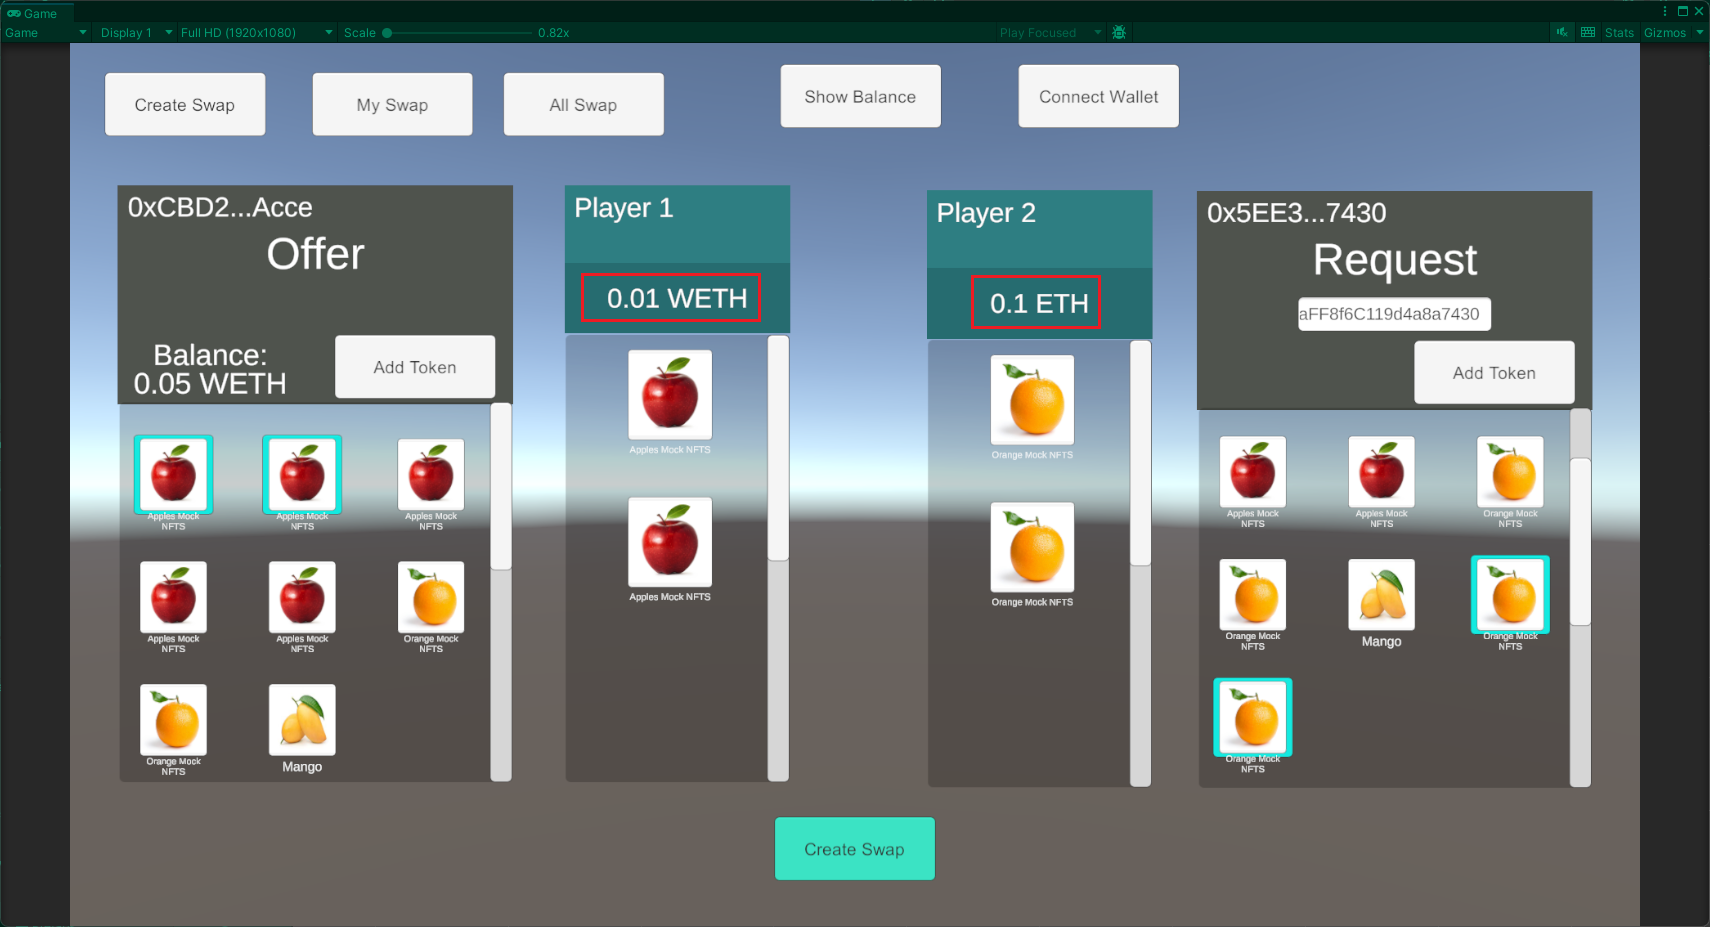 Game
Game
Display 1
Full HD (1920x1080)
Scale
0.82x
Play Focused
Stats
Gizmos
Create Swap
My Swap
All Swap
Show Balance
Connect Wallet
0xCBD2...Acce
Offer
Balance:
0.05 WETH
Add Token
Apples Mock
NFTS
Apples Mock
NFTS
Apples Mock
NFTS
Apples Mock
NFTS
Apples Mock
NFTS
Orange Mock
NFTS
Orange Mock
NFTS
Mango
Player 1
0.01 WETH
Apples Mock NFTS
Apples Mock NFTS
Player 2
0.1 ETH
Orange Mock NFTS
Orange Mock NFTS
0x5EE3...7430
Request
aFF8f6C119d4a8a7430
Add Token
Apples Mock
NFTS
Apples Mock
NFTS
Orange Mock
NFTS
Orange Mock
NFTS
Mango
Orange Mock
NFTS
Orange Mock
NFTS
Create Swap